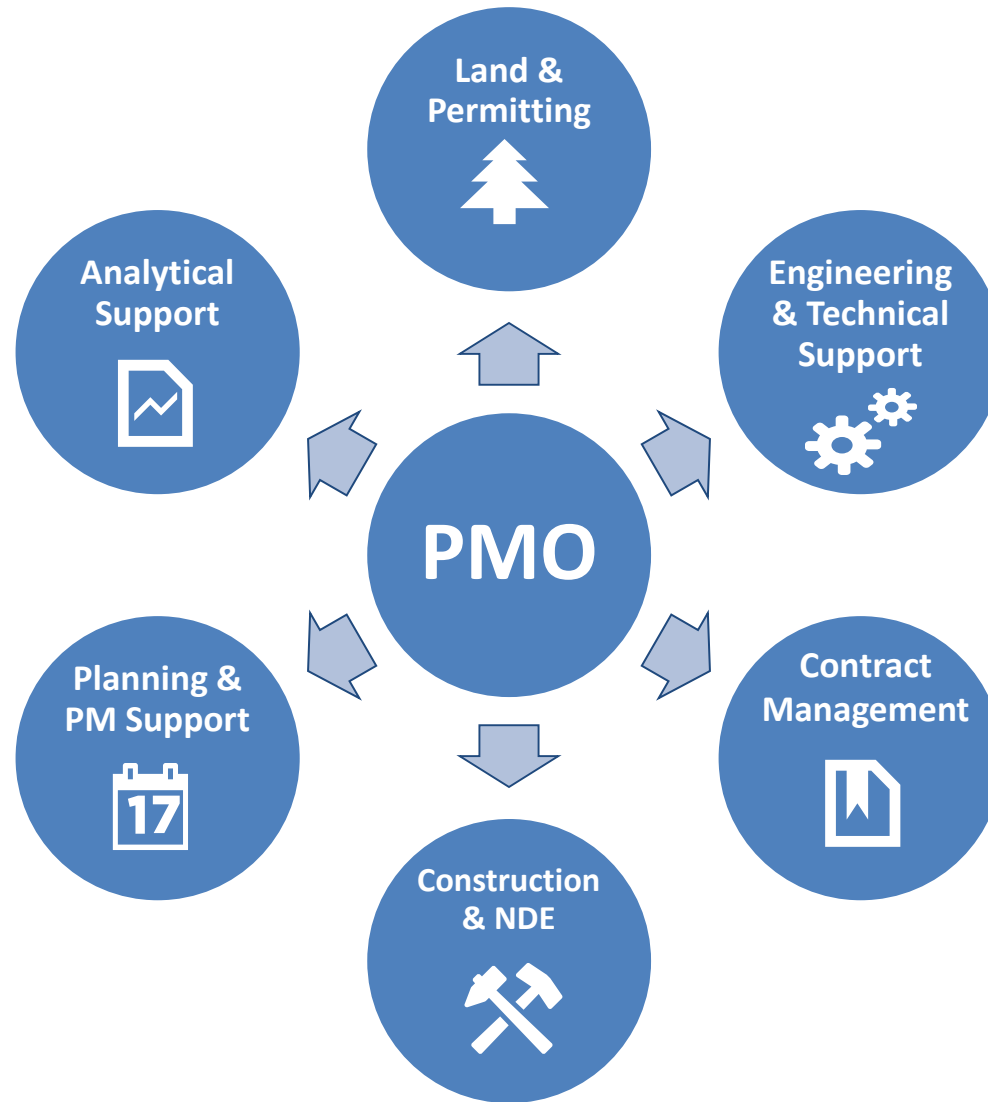 Land &
Permitting
Analytical
Support
Engineering
& Technical
Support
PMO
Planning &
PM Support
17
Contract
Management
Construction
& NDE